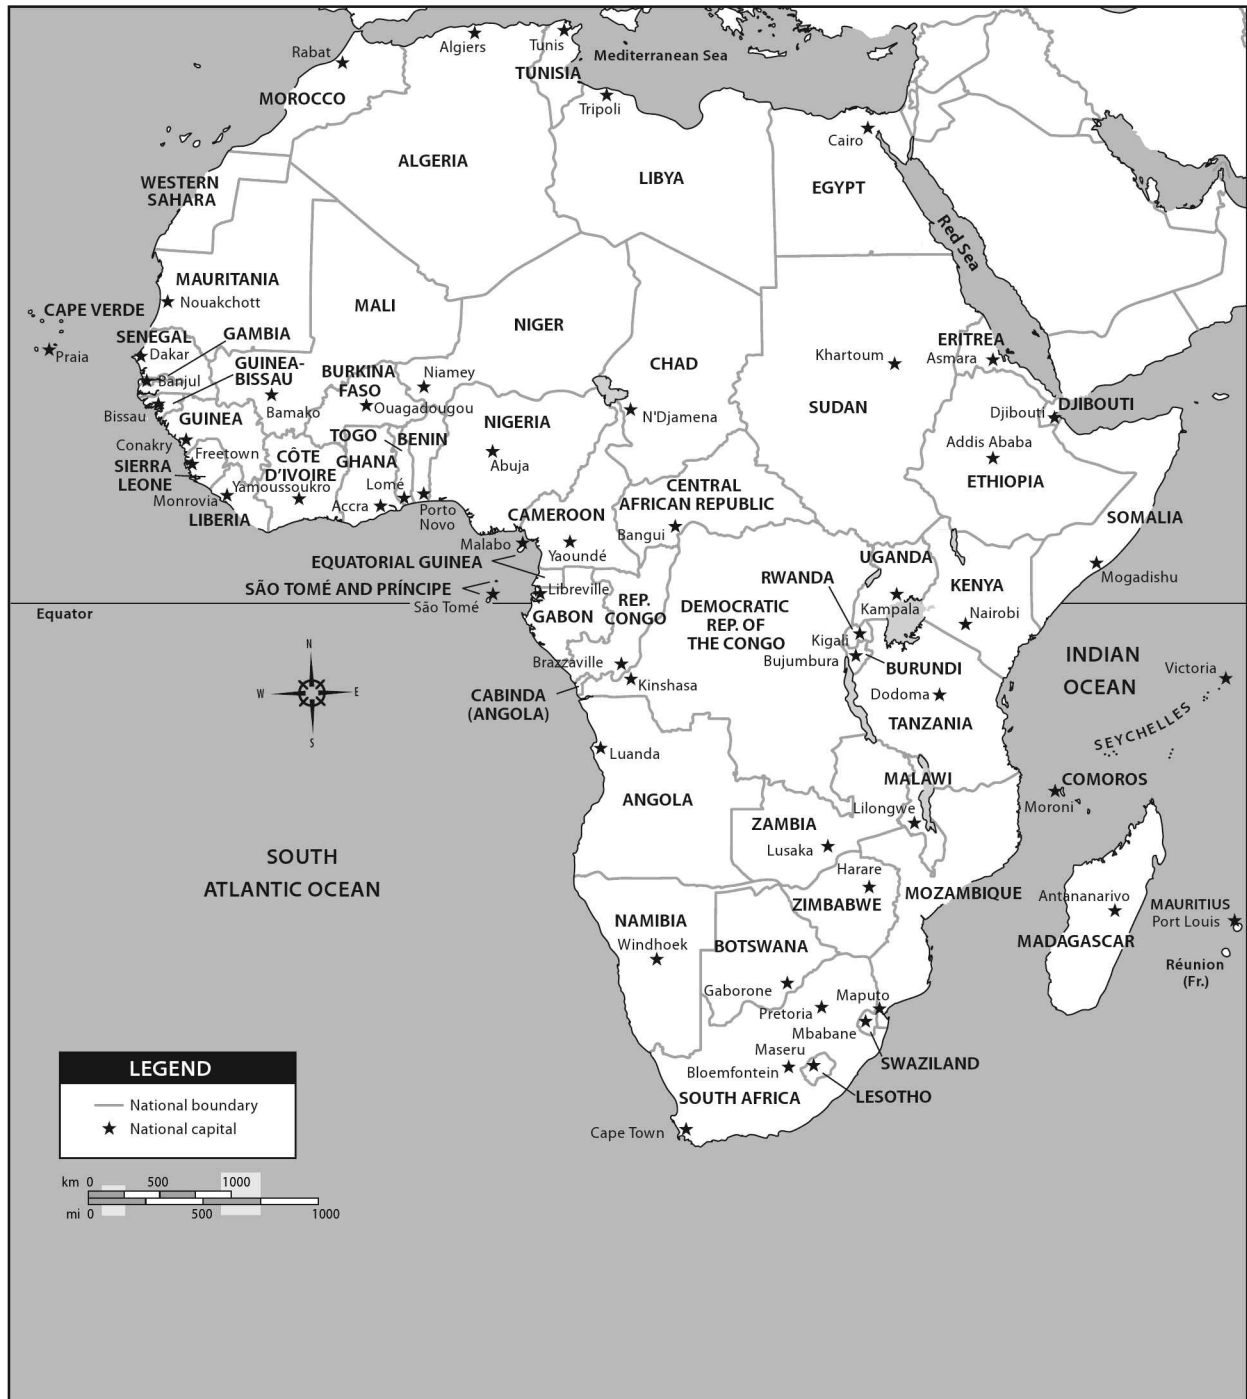 Rabat
Algiers
Tunis
Mediterranean Sea
TUNISIA
MOROCCO
Tripoli
Cairo
ALGERIA
LIBYA
EGYPT
WESTERN
SAHARA
Red Sea
MAURITANIA
Nouakchott
CAPE VERDE
MALI
NIGER
SENEGAL
GAMBIA
Praia
Dakar
Khartoum
ERITREA
Asmara
CHAD
GUINEA-
BISSAU
BURKINA
FASO
Niamey
Banjul
Bissau
Bamako
Ouagadougou
N'Djamena
SUDAN
Djibouti
DJIBOUTI
GUINEA
NIGERIA
Conakry
TOGO
BENIN
Addis Ababa
Freetown
CÔTE
D'IVOIRE
GHANA
Abuja
SIERRA
LEONE
Yamoussoukro
Lomé
ETHIOPIA
Monrovia
Accra
Porto
Novo
CENTRAL
AFRICAN REPUBLIC
LIBERIA
CAMEROON
SOMALIA
Malabo
Yaoundé
Bangui
EQUATORIAL GUINEA
UGANDA
Mogadishu
SÃO TOMÉ AND PRÍNCIPE
Libreville
RWANDA
KENYA
São Tomé
Kampala
Equator
GABON
REP.
CONGO
DEMOCRATIC
REP. OF
THE CONGO
Nairobi
Kigali
N
W
E
S
Brazzaville
Bujumbura
BURUNDI
INDIAN
OCEAN
Victoria
Kinshasa
CABINDA
(ANGOLA)
Dodoma
TANZANIA
SEYCHELLES
Luanda
MALAWI
COMOROS
ANGOLA
Lilongwe
Moroni
ZAMBIA
Lusaka
SOUTH
ATLANTIC OCEAN
Harare
ZIMBABWE
MOZAMBIQUE
Antananarivo
MAURITIUS
Port Louis
NAMIBIA
Windhoek
BOTSWANA
MADAGASCAR
Réunion
(Fr.)
Gaborone
Pretoria
Maputo
Mbabane
Maseru
SWAZILAND
Bloemfontein
LESOTHO
SOUTH AFRICA
Cape Town
LEGEND
National boundary
National capital
km 0 500 1000
mi 0 500 1000